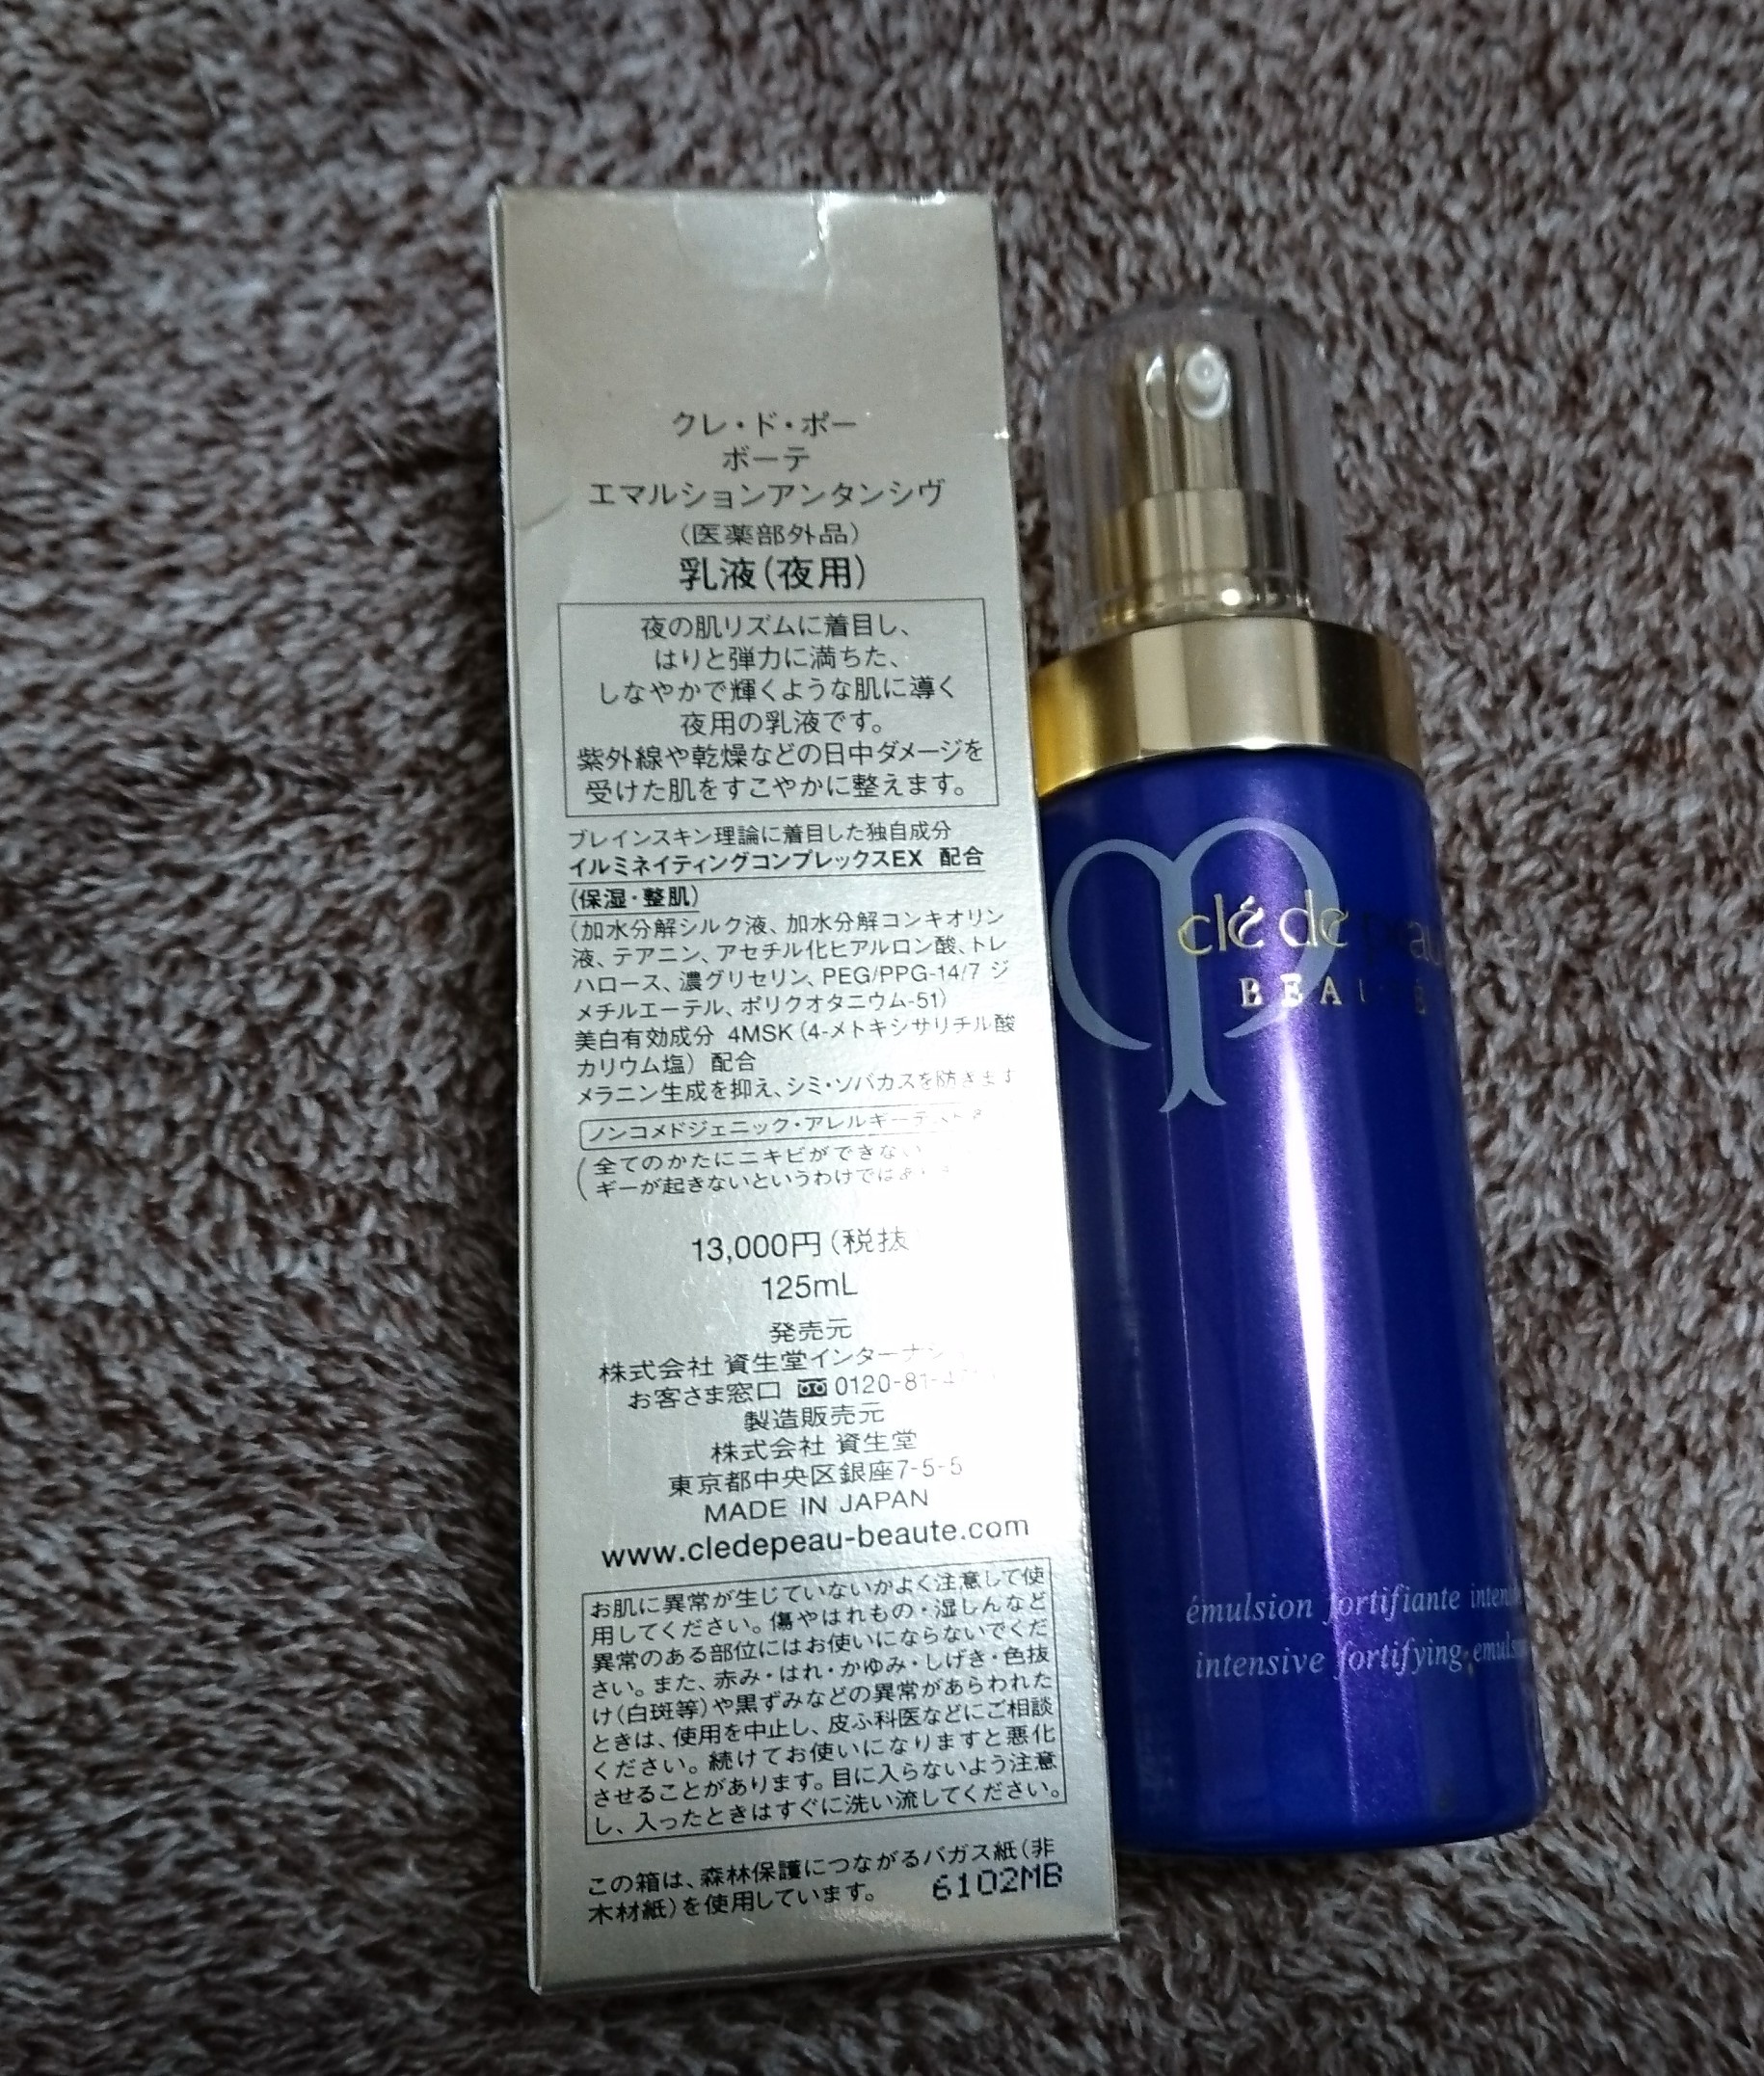 クレ・ド・ポー
ボーテ
エマルションアンタンシヴ
(医薬部外品)
乳液(夜用)
夜の肌リズムに着目し、
はりと弾力に満ちた、
しなやかで輝くような肌に導く
夜用の乳液です。
紫外線や乾燥などの日中ダメージを
受けた肌をすこやかに整えます。
ブレインスキン理論に着目した独自成分
イルミネイティングコンプレックスEX 配合
(保湿・整肌)
(加水分解シルク液、加水分解コンキオリン
液、テアニン、アセチル化ヒアルロン酸、トレ
ハロース、濃グリセリン、PEG/PPG-14/7 ジ
メチルエーテル、ポリクオタニウム-51)
美白有効成分 4MSK(4-メトキシサリチル酸
カリウム塩) 配合
メラニン生成を抑え、シミ・ソバカスを防ぎます
ノンコメドジェニック・アレルギーテスト
(全てのかたにニキビができない
ギーが起きないというわけでは
13,000円(税抜
125mL
発売元
株式会社 資生堂インターナシ
お客さま窓口 0120-81-4
製造販売元
株式会社 資生堂
東京都中央区銀座7-5-5
MADE IN JAPAN
www.cledepeau-beaute.com
お肌に異常が生じていないかよく注意して使
用してください。傷やはれもの・湿しんなど
異常のある部位にはお使いにならないでくだ
さい。また、赤み・はれ・かゆみ・しげき・色抜
け(白斑等)や黒ずみなどの異常があらわれた
ときは、使用を中止し、皮ふ科医などにご相談
ください。続けてお使いになりますと悪化
させることがあります。目に入らないよう注意
し、入ったときはすぐに洗い流してください。
この箱は、森林保護につながるバガス紙(非
木材紙)を使用しています。 6102MB
clé de peau
BEAU
émulsion fortifiante
intensive fortifying